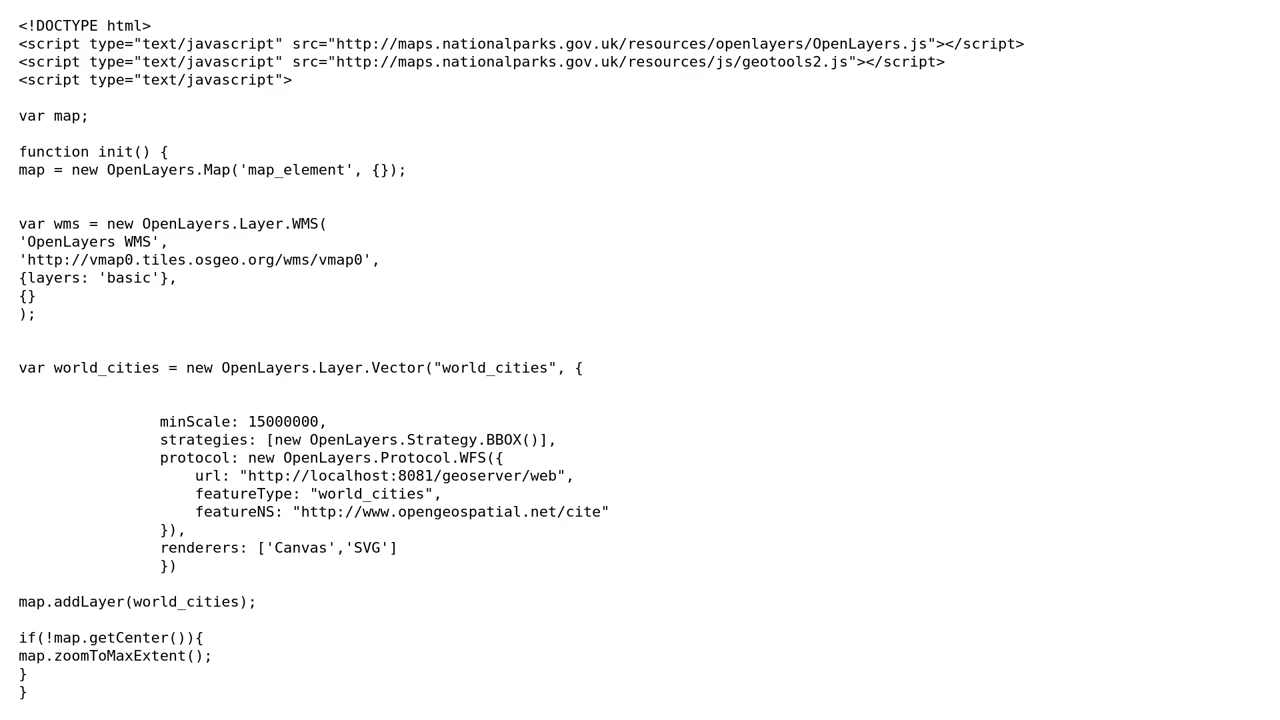 <!DOCTYPE html>
<script type="text/javascript" src="http://maps.nationalparks.gov.uk/resources/openlayers/OpenLayers.js"></script>
<script type="text/javascript" src="http://maps.nationalparks.gov.uk/resources/js/geotools2.js"></script>
<script type="text/javascript">

var map;

function init() {
map = new OpenLayers.Map('map_element', {});


var wms = new OpenLayers.Layer.WMS(
'OpenLayers WMS',
'http://vmap0.tiles.osgeo.org/wms/vmap0',
{layers: 'basic'},
{}
);


var world_cities = new OpenLayers.Layer.Vector("world_cities", {


                minScale: 15000000,
                strategies: [new OpenLayers.Strategy.BBOX()],
                protocol: new OpenLayers.Protocol.WFS({
                    url: "http://localhost:8081/geoserver/web",
                    featureType: "world_cities",
                    featureNS: "http://www.opengeospatial.net/cite"
                }),
                renderers: ['Canvas','SVG']
                })

map.addLayer(world_cities);

if(!map.getCenter()){
map.zoomToMaxExtent();
}
}